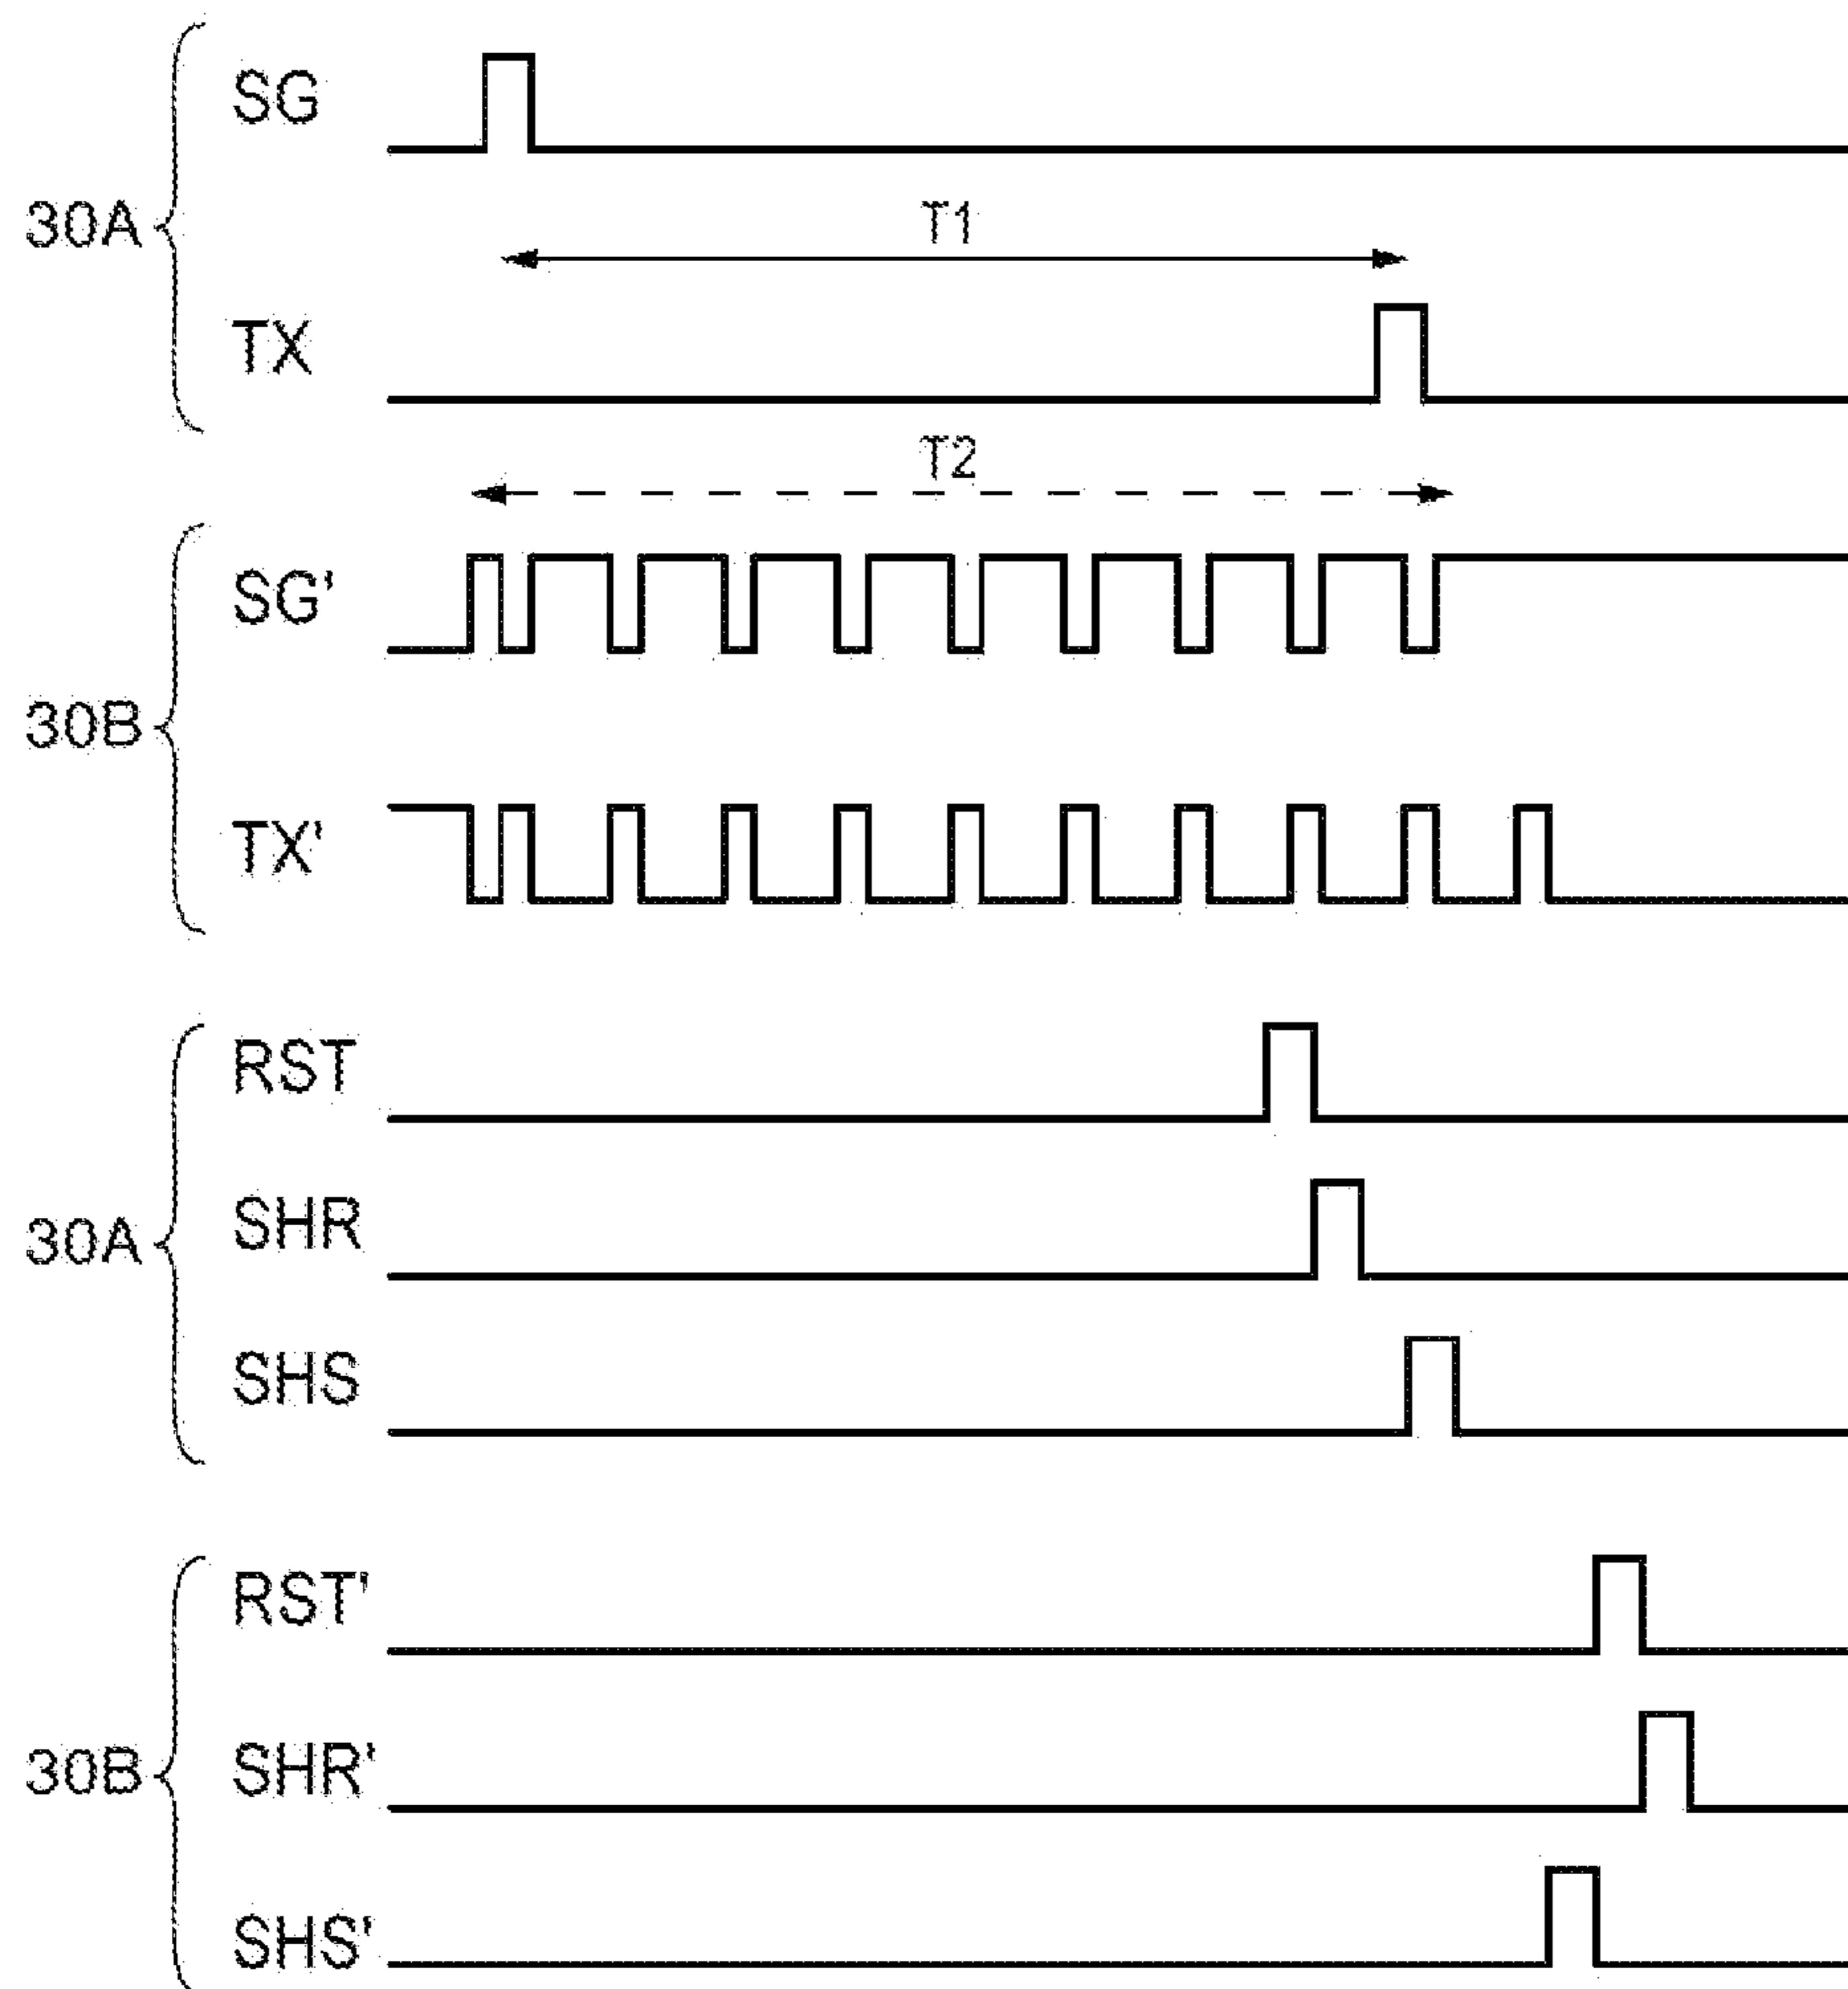 SG
30A
T1
TX
T2
SG'
30B
TX'
RST
30A
SHR
SHS
RST'
30B
SHR'
SHS'